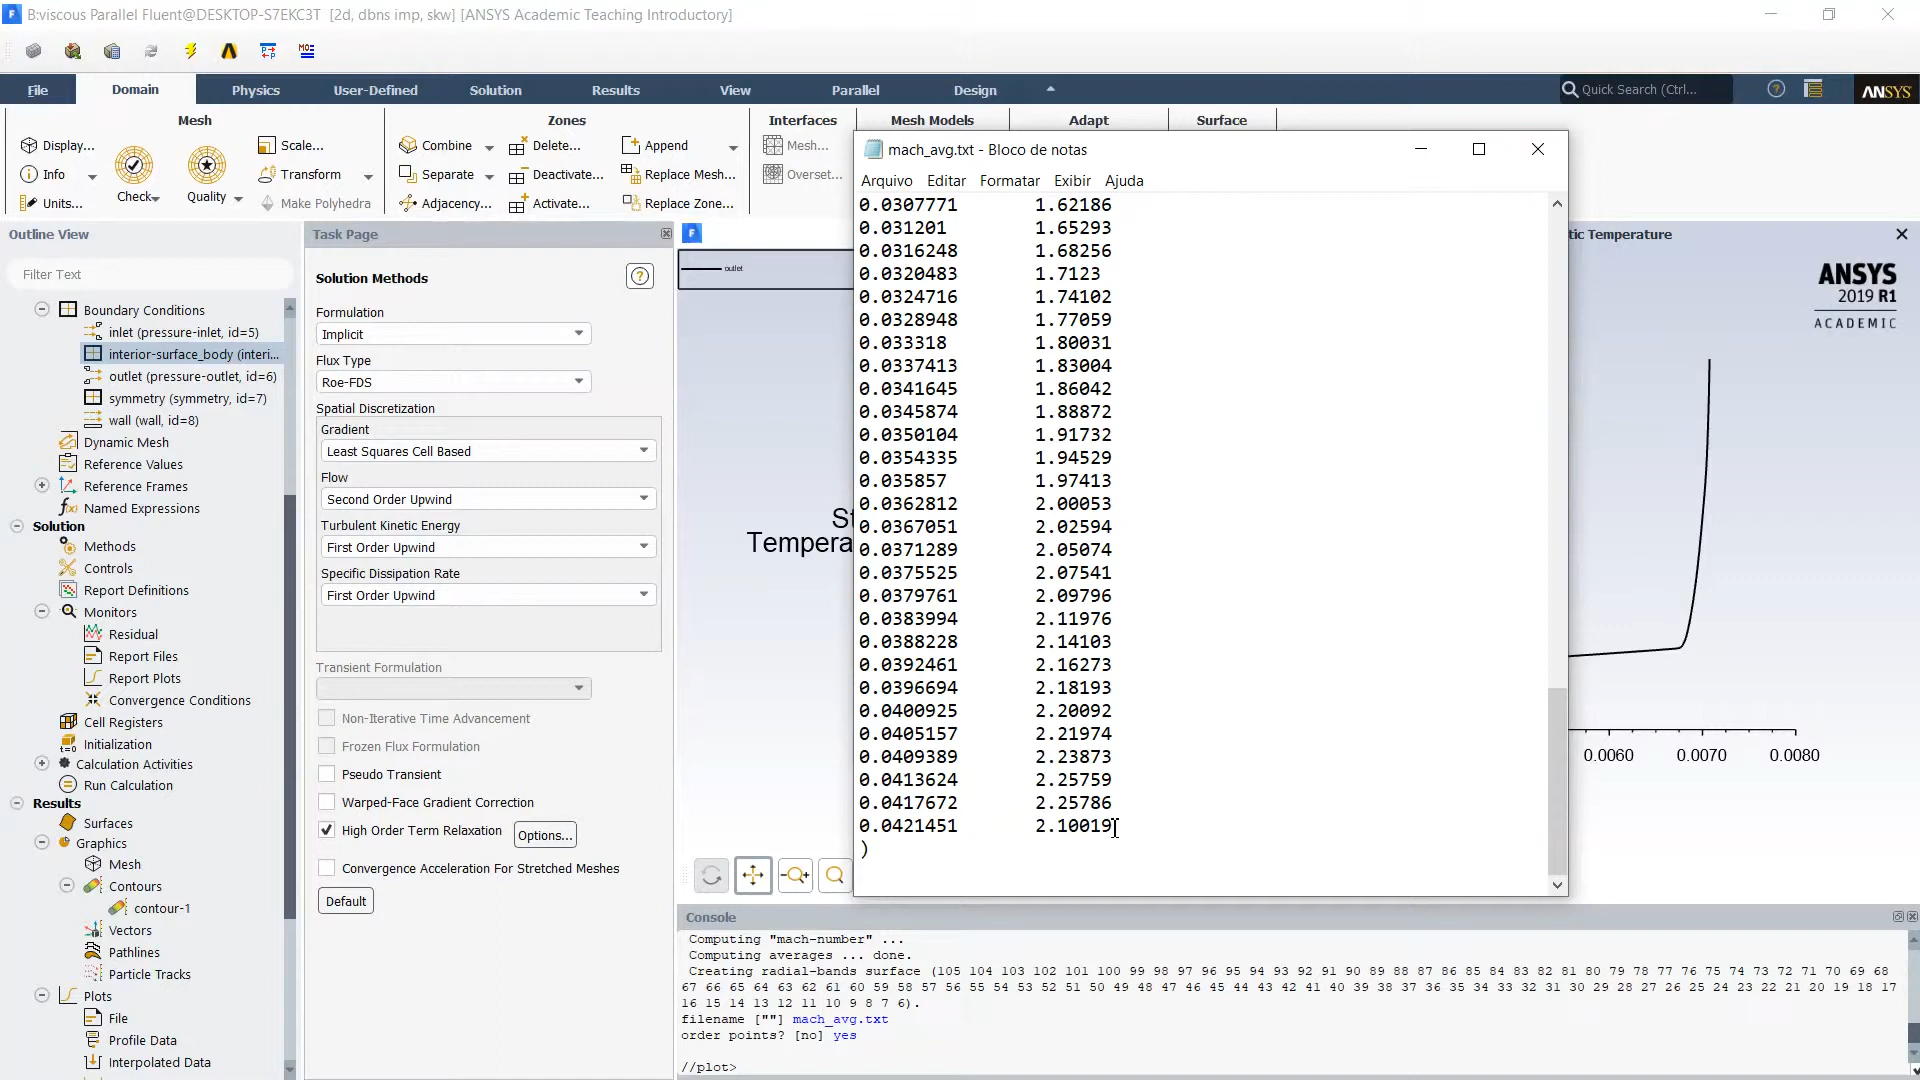 B:viscous Parallel Fluent@DESKTOP-S7EKC3T [2d, dbns imp, skw] [ANSYS Academic Teaching Introductory]
File Domain Physics User-Defined Solution Results View Parallel Design Quick Search (Ctrl... ANSYS
Mesh Zones Interfaces Mesh Models Adapt Surface
Display... Scale... Combine Delete... Append Mesh...
Info Check Quality Transform Separate Deactivate... Replace Mesh... Overset...
Units... Make Polyhedra Adjacency... Activate... Replace Zone...
Outline View
Filter Text
Boundary Conditions
inlet (pressure-inlet, id=5)
interior-surface_body (interi...
outlet (pressure-outlet, id=6)
symmetry (symmetry, id=7)
wall (wall, id=8)
Dynamic Mesh
Reference Values
Reference Frames
Named Expressions
Solution
Methods
Controls
Report Definitions
Monitors
Residual
Report Files
Report Plots
Convergence Conditions
Cell Registers
Initialization
Calculation Activities
Run Calculation
Results
Surfaces
Graphics
Mesh
Contours
contour-1
Vectors
Pathlines
Particle Tracks
Plots
File
Profile Data
Interpolated Data
Task Page
Solution Methods
Formulation
Implicit
Flux Type
Roe-FDS
Spatial Discretization
Gradient
Least Squares Cell Based
Flow
Second Order Upwind
Turbulent Kinetic Energy
First Order Upwind
Specific Dissipation Rate
First Order Upwind
Transient Formulation
Non-Iterative Time Advancement
Frozen Flux Formulation
Pseudo Transient
Warped-Face Gradient Correction
High Order Term Relaxation Options...
Convergence Acceleration For Stretched Meshes
Default
outlet
St
Tempera
mach_avg.txt - Bloco de notas
Arquivo Editar Formatar Exibir Ajuda
0.0307771 1.62186
0.031201 1.65293
0.0316248 1.68256
0.0320483 1.7123
0.0324716 1.74102
0.0328948 1.77059
0.033318 1.80031
0.0337413 1.83004
0.0341645 1.86042
0.0345874 1.88872
0.0350104 1.91732
0.0354335 1.94529
0.035857 1.97413
0.0362812 2.00053
0.0367051 2.02594
0.0371289 2.05074
0.0375525 2.07541
0.0379761 2.09796
0.0383994 2.11976
0.0388228 2.14103
0.0392461 2.16273
0.0396694 2.18193
0.0400925 2.20092
0.0405157 2.21974
0.0409389 2.23873
0.0413624 2.25759
0.0417672 2.25786
0.0421451 2.10019
)
tic Temperature
ANSYS
2019 R1
ACADEMIC
0.0060 0.0070 0.0080
Console
Computing "mach-number" ...
Computing averages ... done.
Creating radial-bands surface (105 104 103 102 101 100 99 98 97 96 95 94 93 92 91 90 89 88 87 86 85 84 83 82 81 80 79 78 77 76 75 74 73 72 71 70 69 68
67 66 65 64 63 62 61 60 59 58 57 56 55 54 53 52 51 50 49 48 47 46 45 44 43 42 41 40 39 38 37 36 35 34 33 32 31 30 29 28 27 26 25 24 23 22 21 20 19 18 17
16 15 14 13 12 11 10 9 8 7 6).
filename [""] mach_avg.txt
order points? [no] yes
//plot>